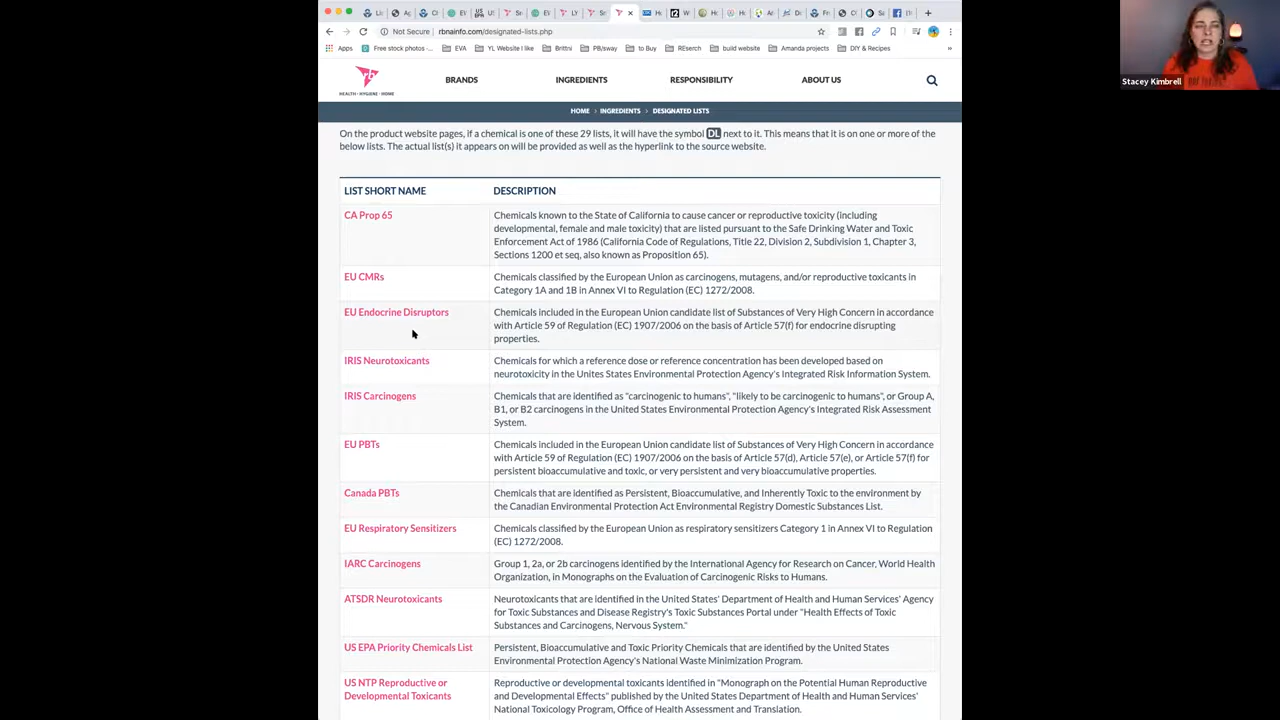 Not Secure | rbnainfo.com/designated-lists.php
Apps Free stock photos -... EVA YL Website I like Brittni PB/sway to Buy REserch build website Amanda projects DIY & Recipes »
rb
HEALTH • HYGIENE • HOME
BRANDS INGREDIENTS RESPONSIBILITY ABOUT US
HOME > INGREDIENTS > DESIGNATED LISTS
On the product website pages, if a chemical is one of these 29 lists, it will have the symbol DL next to it. This means that it is on one or more of the
below lists. The actual list(s) it appears on will be provided as well as the hyperlink to the source website.
LIST SHORT NAME DESCRIPTION
CA Prop 65 Chemicals known to the State of California to cause cancer or reproductive toxicity (including
developmental, female and male toxicity) that are listed pursuant to the Safe Drinking Water and Toxic
Enforcement Act of 1986 (California Code of Regulations, Title 22, Division 2, Subdivision 1, Chapter 3,
Sections 1200 et seq, also known as Proposition 65).
EU CMRs Chemicals classified by the European Union as carcinogens, mutagens, and/or reproductive toxicants in
Category 1A and 1B in Annex VI to Regulation (EC) 1272/2008.
EU Endocrine Disruptors Chemicals included in the European Union candidate list of Substances of Very High Concern in accordance
with Article 59 of Regulation (EC) 1907/2006 on the basis of Article 57(f) for endocrine disrupting
properties.
IRIS Neurotoxicants Chemicals for which a reference dose or reference concentration has been developed based on
neurotoxicity in the Unites States Environmental Protection Agency's Integrated Risk Information System.
IRIS Carcinogens Chemicals that are identified as "carcinogenic to humans", "likely to be carcinogenic to humans", or Group A,
B1, or B2 carcinogens in the United States Environmental Protection Agency's Integrated Risk Assessment
System.
EU PBTs Chemicals included in the European Union candidate list of Substances of Very High Concern in accordance
with Article 59 of Regulation (EC) 1907/2006 on the basis of Article 57(d), Article 57(e), or Article 57(f) for
persistent bioaccumulative and toxic, or very persistent and very bioaccumulative properties.
Canada PBTs Chemicals that are identified as Persistent, Bioaccumulative, and Inherently Toxic to the environment by
the Canadian Environmental Protection Act Environmental Registry Domestic Substances List.
EU Respiratory Sensitizers Chemicals classified by the European Union as respiratory sensitizers Category 1 in Annex VI to Regulation
(EC) 1272/2008.
IARC Carcinogens Group 1, 2a, or 2b carcinogens identified by the International Agency for Research on Cancer, World Health
Organization, in Monographs on the Evaluation of Carcinogenic Risks to Humans.
ATSDR Neurotoxicants Neurotoxicants that are identified in the United States' Department of Health and Human Services' Agency
for Toxic Substances and Disease Registry's Toxic Substances Portal under "Health Effects of Toxic
Substances and Carcinogens, Nervous System."
US EPA Priority Chemicals List Persistent, Bioaccumulative and Toxic Priority Chemicals that are identified by the United States
Environmental Protection Agency's National Waste Minimization Program.
US NTP Reproductive or Reproductive or developmental toxicants identified in "Monograph on the Potential Human Reproductive
Developmental Toxicants and Developmental Effects" published by the United States Department of Health and Human Services'
National Toxicology Program, Office of Health Assessment and Translation.
Stacey Kimbrell